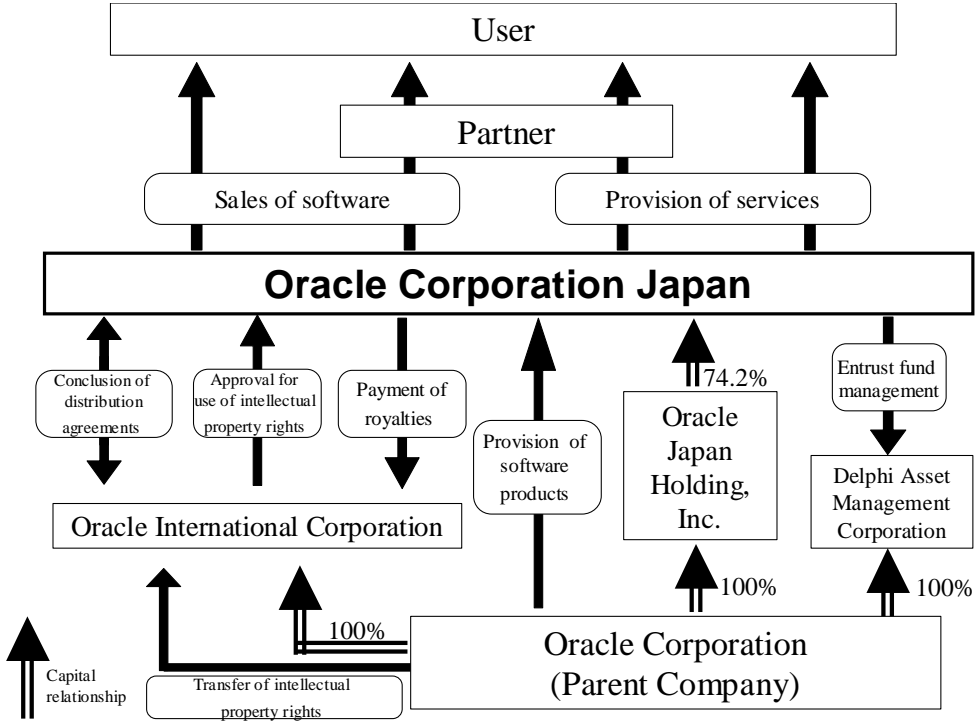 User
Partner
Sales of software
Provision of services
Oracle Corporation Japan
Conclusion of
distribution
agreements
Approval for
use of intellectual
property rights
Payment of
royalties
Provision of
software
products
74.2%
Oracle
Japan
Holding,
Inc.
Entrust fund
management
Delphi Asset
Management
Corporation
Oracle International Corporation
100%
100%
100%
Oracle Corporation
(Parent Company)
Transfer of intellectual
property rights
Capital
relationship